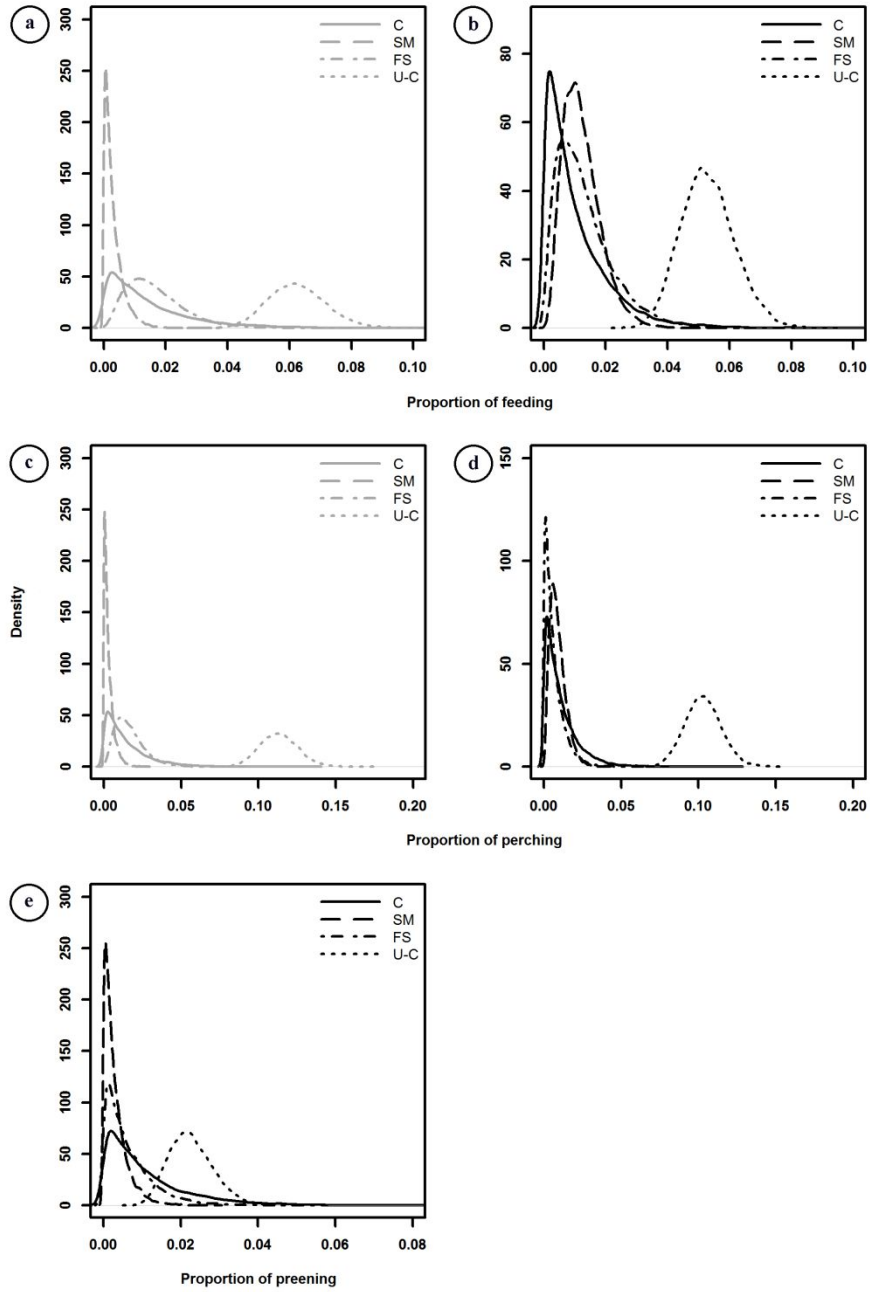 a
300
250
200
150
100
50
0
C
SM
FS
U-C
0.00 0.02 0.04 0.06 0.08 0.10
b
80
60
40
20
0
C
SM
FS
U-C
0.00 0.02 0.04 0.06 0.08 0.10
Proportion of feeding
c
300
250
200
150
100
50
0
C
SM
FS
U-C
0.00 0.05 0.10 0.15 0.20
d
150
100
50
0
C
SM
FS
U-C
0.00 0.05 0.10 0.15 0.20
Density
Proportion of perching
e
300
250
200
150
100
50
0
C
SM
FS
U-C
0.00 0.02 0.04 0.06 0.08
Proportion of preening